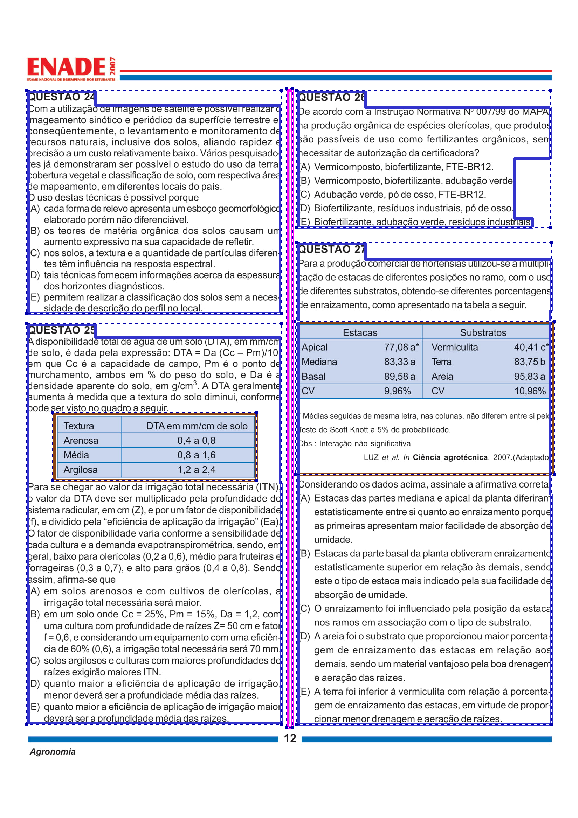 ENADE 2007
EXAME NACIONAL DE DESEMPENHO DOS ESTUDANTES
QUESTÃO 24
Com a utilização de imagens de satélite é possível realizar o
mapeamento sinótico e periódico da superfície terrestre e,
conseqüentemente, o levantamento e monitoramento de
recursos naturais, inclusive dos solos, aliando rapidez e
precisão a um custo relativamente baixo. Vários pesquisado-
res já demonstraram ser possível o estudo do uso da terra,
cobertura vegetal e classificação de solo, com respectiva área
de mapeamento, em diferentes locais do país.
O uso destas técnicas é possível porque
A) cada forma de relevo apresenta um esboço geomorfológico
elaborado porém não diferenciável.
B) os teores de matéria orgânica dos solos causam um
aumento expressivo na sua capacidade de refletir.
C) nos solos, a textura e a quantidade de partículas diferen-
tes têm influência na resposta espectral.
D) tais técnicas fornecem informações acerca da espessura
dos horizontes diagnósticos.
E) permitem realizar a classificação dos solos sem a neces-
sidade de descrição do perfil no local.
QUESTÃO 25
A disponibilidade total de água de um solo (DTA), em mm/cm
de solo, é dada pela expressão: DTA = Da (Cc – Pm)/10,
em que Cc é a capacidade de campo, Pm é o ponto de
murchamento, ambos em % do peso do solo, e Da é a
densidade aparente do solo, em g/cm³. A DTA geralmente
aumenta à medida que a textura do solo diminui, conforme
pode ser visto no quadro a seguir.
Textura DTA em mm/cm de solo
Arenosa 0,4 a 0,8
Média 0,8 a 1,6
Argilosa 1,2 a 2,4
Para se chegar ao valor da irrigação total necessária (ITN),
o valor da DTA deve ser multiplicado pela profundidade do
sistema radicular, em cm (Z), e por um fator de disponibilidade
(f), e dividido pela "eficiência de aplicação da irrigação" (Ea).
O fator de disponibilidade varia conforme a sensibilidade de
cada cultura e a demanda evapotranspirométrica, sendo, em
geral, baixo para olerícolas (0,2 a 0,6), médio para fruteiras e
forrageiras (0,3 a 0,7), e alto para grãos (0,4 a 0,8). Sendo
assim, afirma-se que
A) em solos arenosos e com cultivos de olerícolas, a
irrigação total necessária será maior.
B) em um solo onde Cc = 25%, Pm = 15%, Da = 1,2, com
uma cultura com profundidade de raízes Z= 50 cm e fator
f = 0,6, e considerando um equipamento com uma eficiên-
cia de 60% (0,6), a irrigação total necessária será 70 mm.
C) solos argilosos e culturas com maiores profundidades de
raízes exigirão maiores ITN.
D) quanto maior a eficiência de aplicação de irrigação,
menor deverá ser a profundidade média das raízes.
E) quanto maior a eficiência de aplicação de irrigação maior
deverá ser a profundidade média das raízes.
QUESTÃO 26
De acordo com a Instrução Normativa Nº 007/99 do MAPA,
na produção orgânica de espécies olerícolas, que produtos
são passíveis de uso como fertilizantes orgânicos, sem
necessitar de autorização da certificadora?
A) Vermicomposto, biofertilizante, FTE-BR12.
B) Vermicomposto, biofertilizante, adubação verde.
C) Adubação verde, pó de osso, FTE-BR12.
D) Biofertilizante, resíduos industriais, pó de osso.
E) Biofertilizante, adubação verde, resíduos industriais.
QUESTÃO 27
Para a produção comercial de hortênsias utilizou-se a multipli-
cação de estacas de diferentes posições no ramo, com o uso
de diferentes substratos, obtendo-se diferentes porcentagens
de enraizamento, como apresentado na tabela a seguir.
Estacas Substratos
Apical 77,08 a* Vermiculita 40,41 c*
Mediana 83,33 a Terra 83,75 b
Basal 89,58 a Areia 95,83 a
CV 9,96% CV 10,96%
*Médias seguidas de mesma letra, nas colunas, não diferem entre si pelo
teste de Scott Knott a 5% de probabilidade.
Obs.: Interação não significativa.
LUZ et al. In Ciência agrotécnica, 2007.(Adaptado)
Considerando os dados acima, assinale a afirmativa correta.
A) Estacas das partes mediana e apical da planta diferiram
estatisticamente entre si quanto ao enraizamento porque
as primeiras apresentam maior facilidade de absorção de
umidade.
B) Estacas da parte basal da planta obtiveram enraizamento
estatisticamente superior em relação às demais, sendo
este o tipo de estaca mais indicado pela sua facilidade de
absorção de umidade.
C) O enraizamento foi influenciado pela posição da estaca
nos ramos em associação com o tipo de substrato.
D) A areia foi o substrato que proporcionou maior porcenta-
gem de enraizamento das estacas em relação aos
demais, sendo um material vantajoso pela boa drenagem
e aeração das raízes.
E) A terra foi inferior à vermiculita com relação à porcenta-
gem de enraizamento das estacas, em virtude de propor-
cionar menor drenagem e aeração de raízes.
12
Agronomia